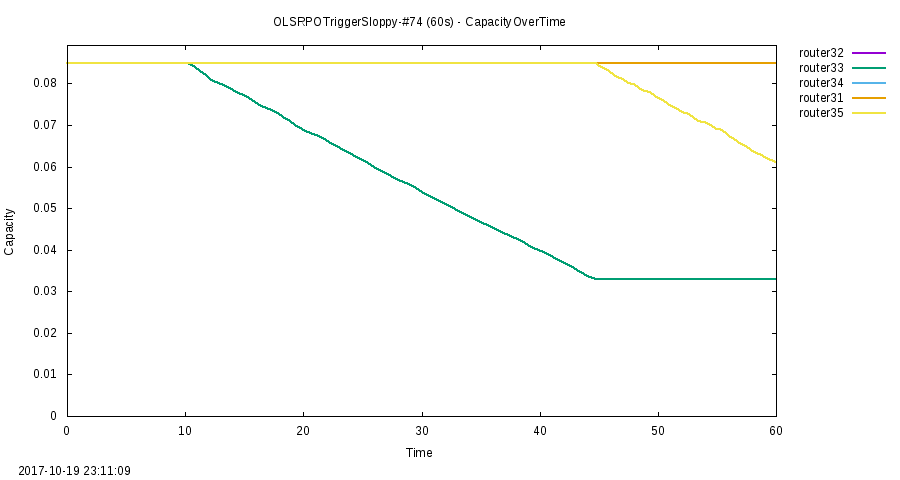 OLSRPOTriggerSloppy-#74 (60s) - CapacityOverTime
router32
router33
router34
router31
router35
0.08
0.07
0.06
0.05
0.04
0.03
0.02
0.01
0
Capacity
0 10 20 30 40 50 60
Time
2017-10-19 23:11:09